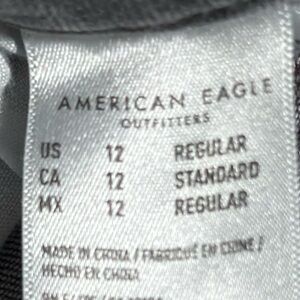 AMERICAN EAGLE
OUTFITTERS
US 12 REGULAR
CA 12 STANDARD
MX 12 REGULAR
MADE IN CHINA / FABRIQUÉ EN CHINE /
HECHO EN CHINA